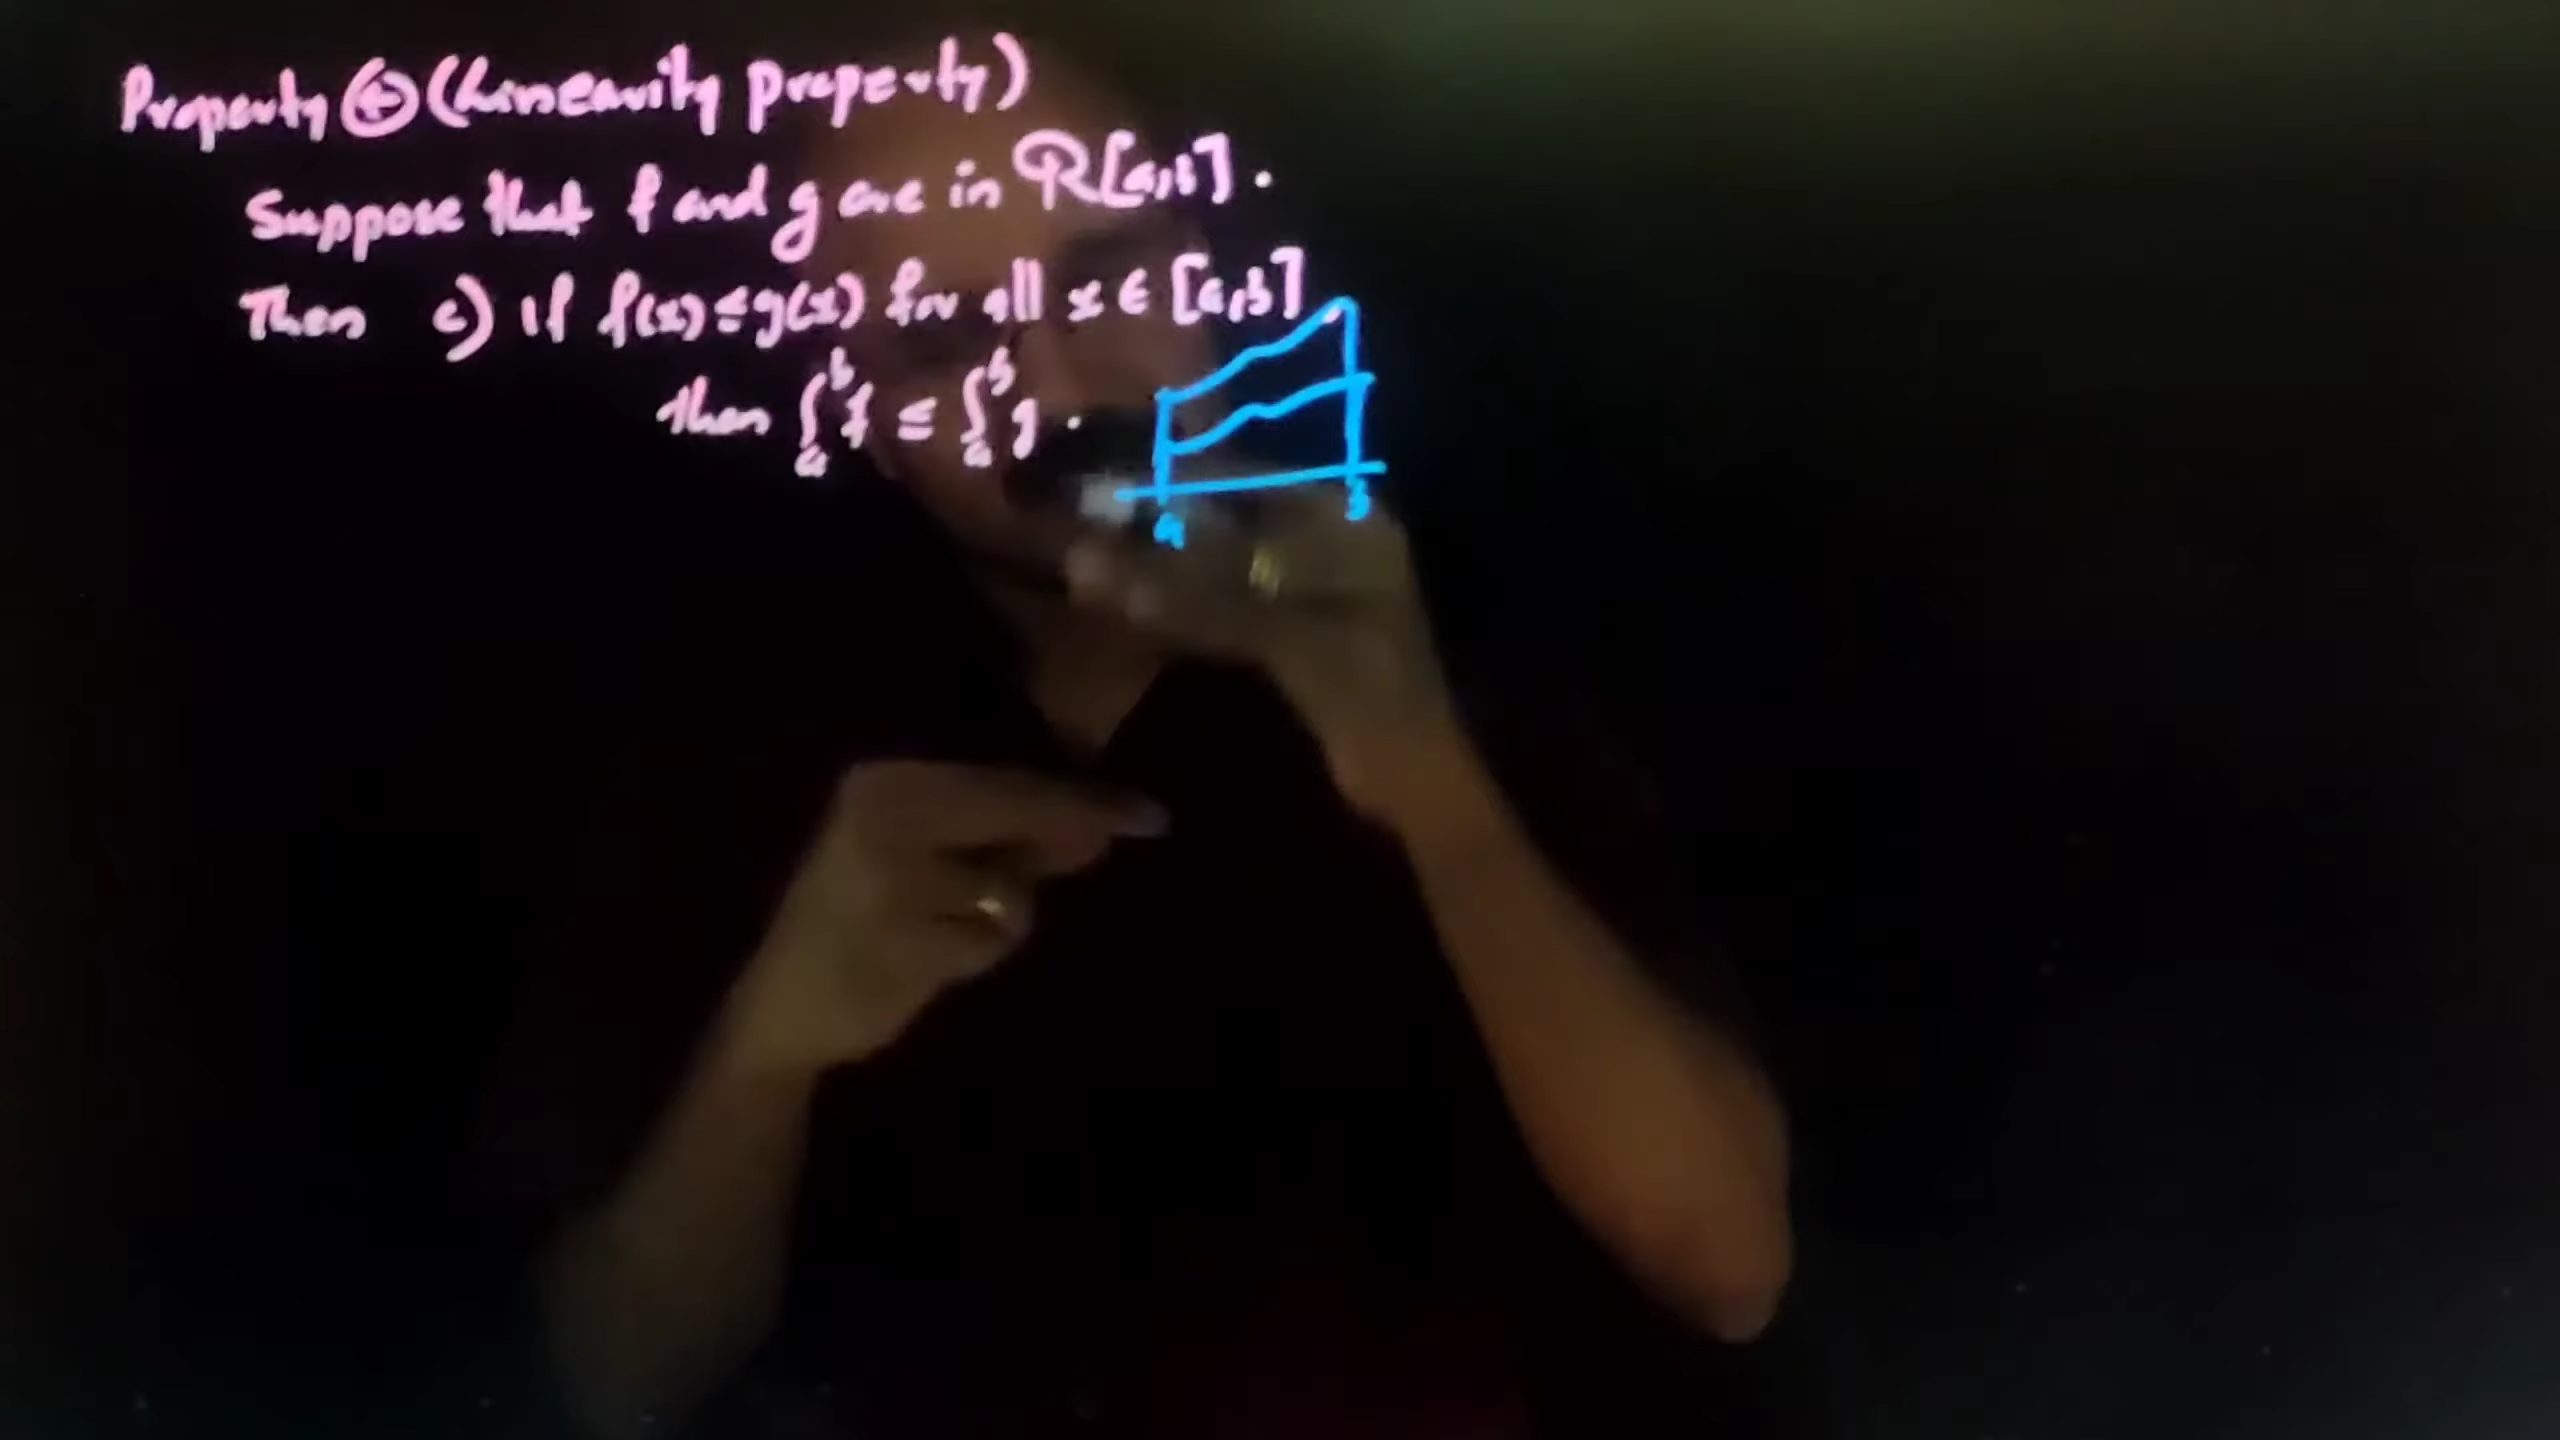 Property (Linearity property)
Suppose that f and g are in R[a,b].
Then c) if f(x) ≤ g(x) for all x ∈ [a,b]
then ∫ₐᵇ f ≤ ∫ₐᵇ g.
a b